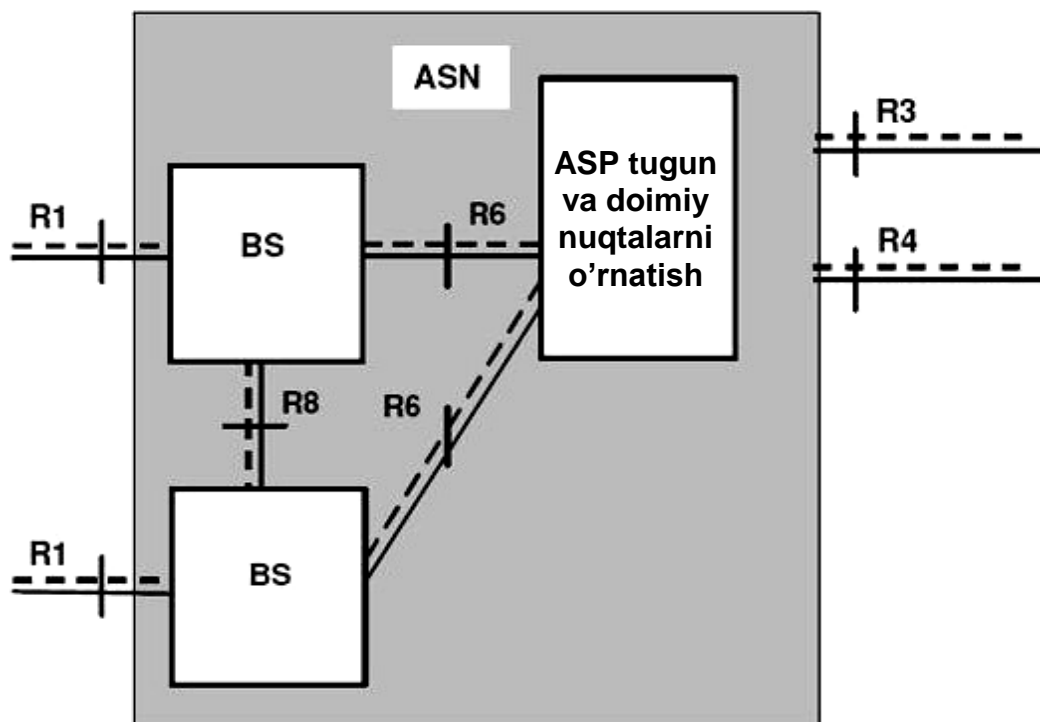 ASN
R3
ASP tugun
va doimiy
nuqtalarni
o’rnatish
R1
R6
BS
R4
R8
R6
R1
BS